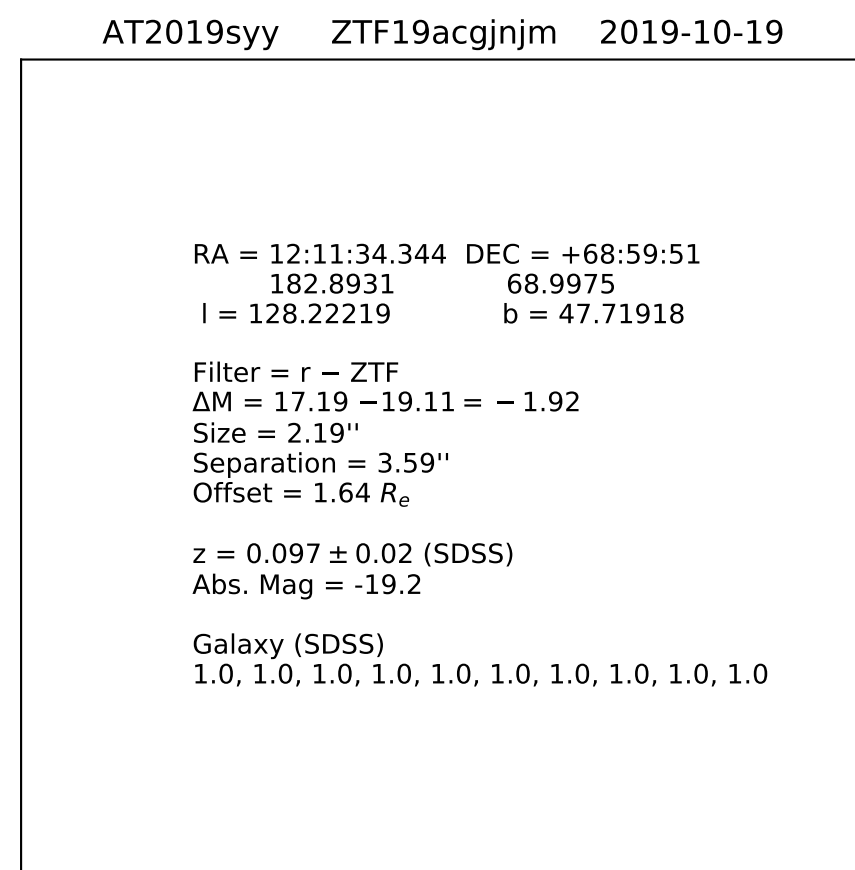 AT2019syy ZTF19acgjnjm 2019-10-19
RA = 12:11:34.344 DEC = +68:59:51
182.8931 68.9975
l = 128.22219 b = 47.71918
Filter = r − ZTF
ΔM = 17.19 −19.11 = − 1.92
Size = 2.19''
Separation = 3.59''
Offset = 1.64 Rₑ
z = 0.097 ± 0.02 (SDSS)
Abs. Mag = -19.2
Galaxy (SDSS)
1.0, 1.0, 1.0, 1.0, 1.0, 1.0, 1.0, 1.0, 1.0, 1.0